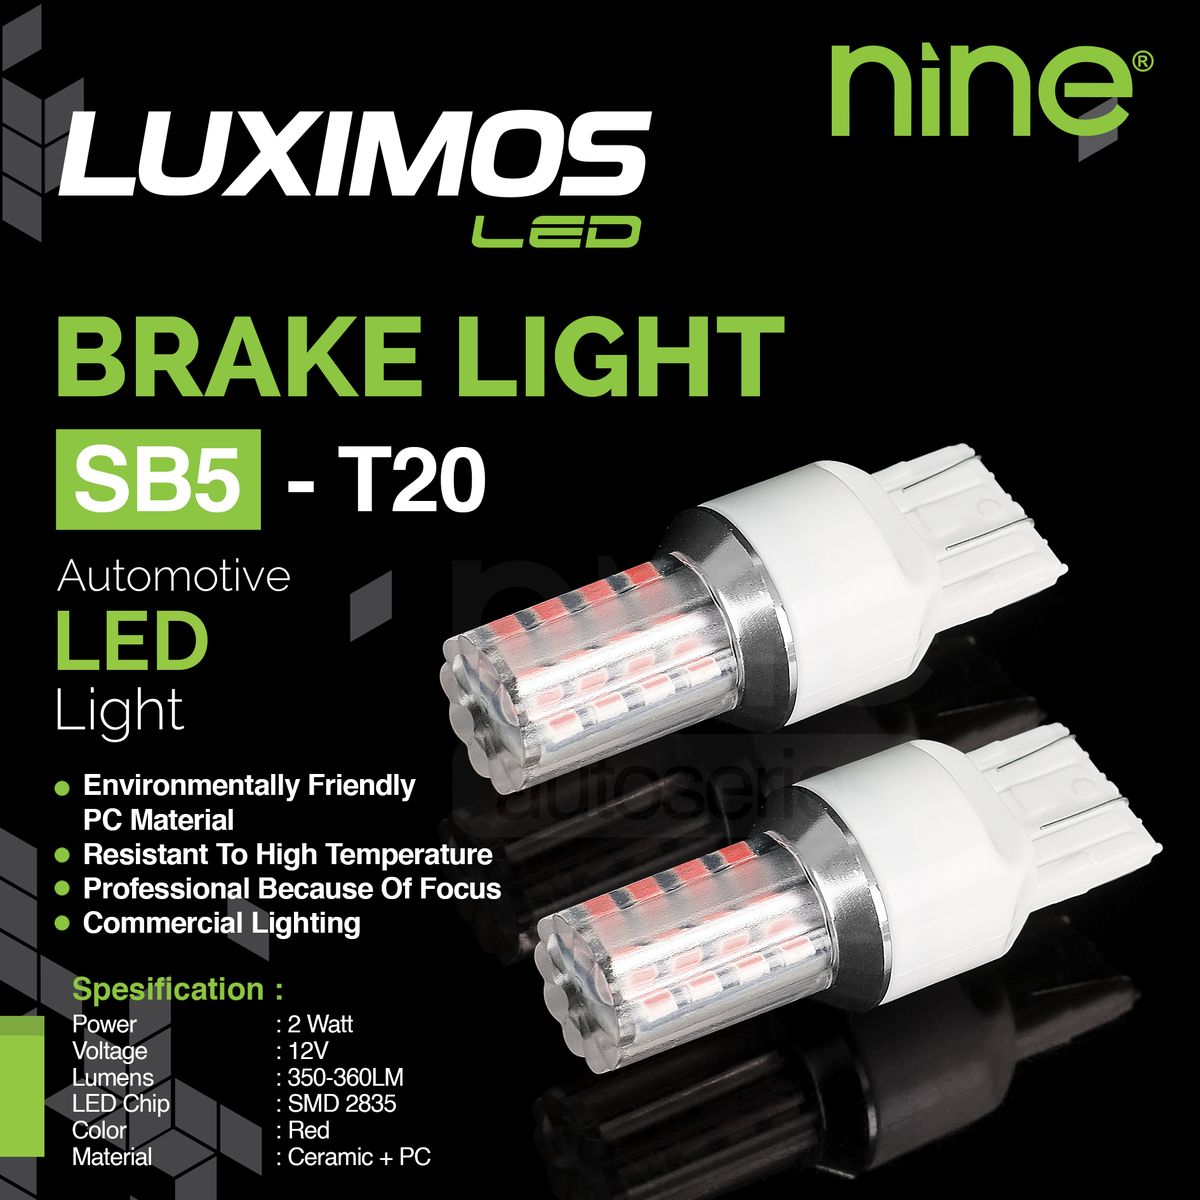 nine®
LUXIMOS
LED
BRAKE LIGHT
SB5 - T20
Automotive
LED
Light
● Environmentally Friendly
PC Material
● Resistant To High Temperature
● Professional Because Of Focus
● Commercial Lighting
Spesification :
Power : 2 Watt
Voltage : 12V
Lumens : 350-360LM
LED Chip : SMD 2835
Color : Red
Material : Ceramic + PC